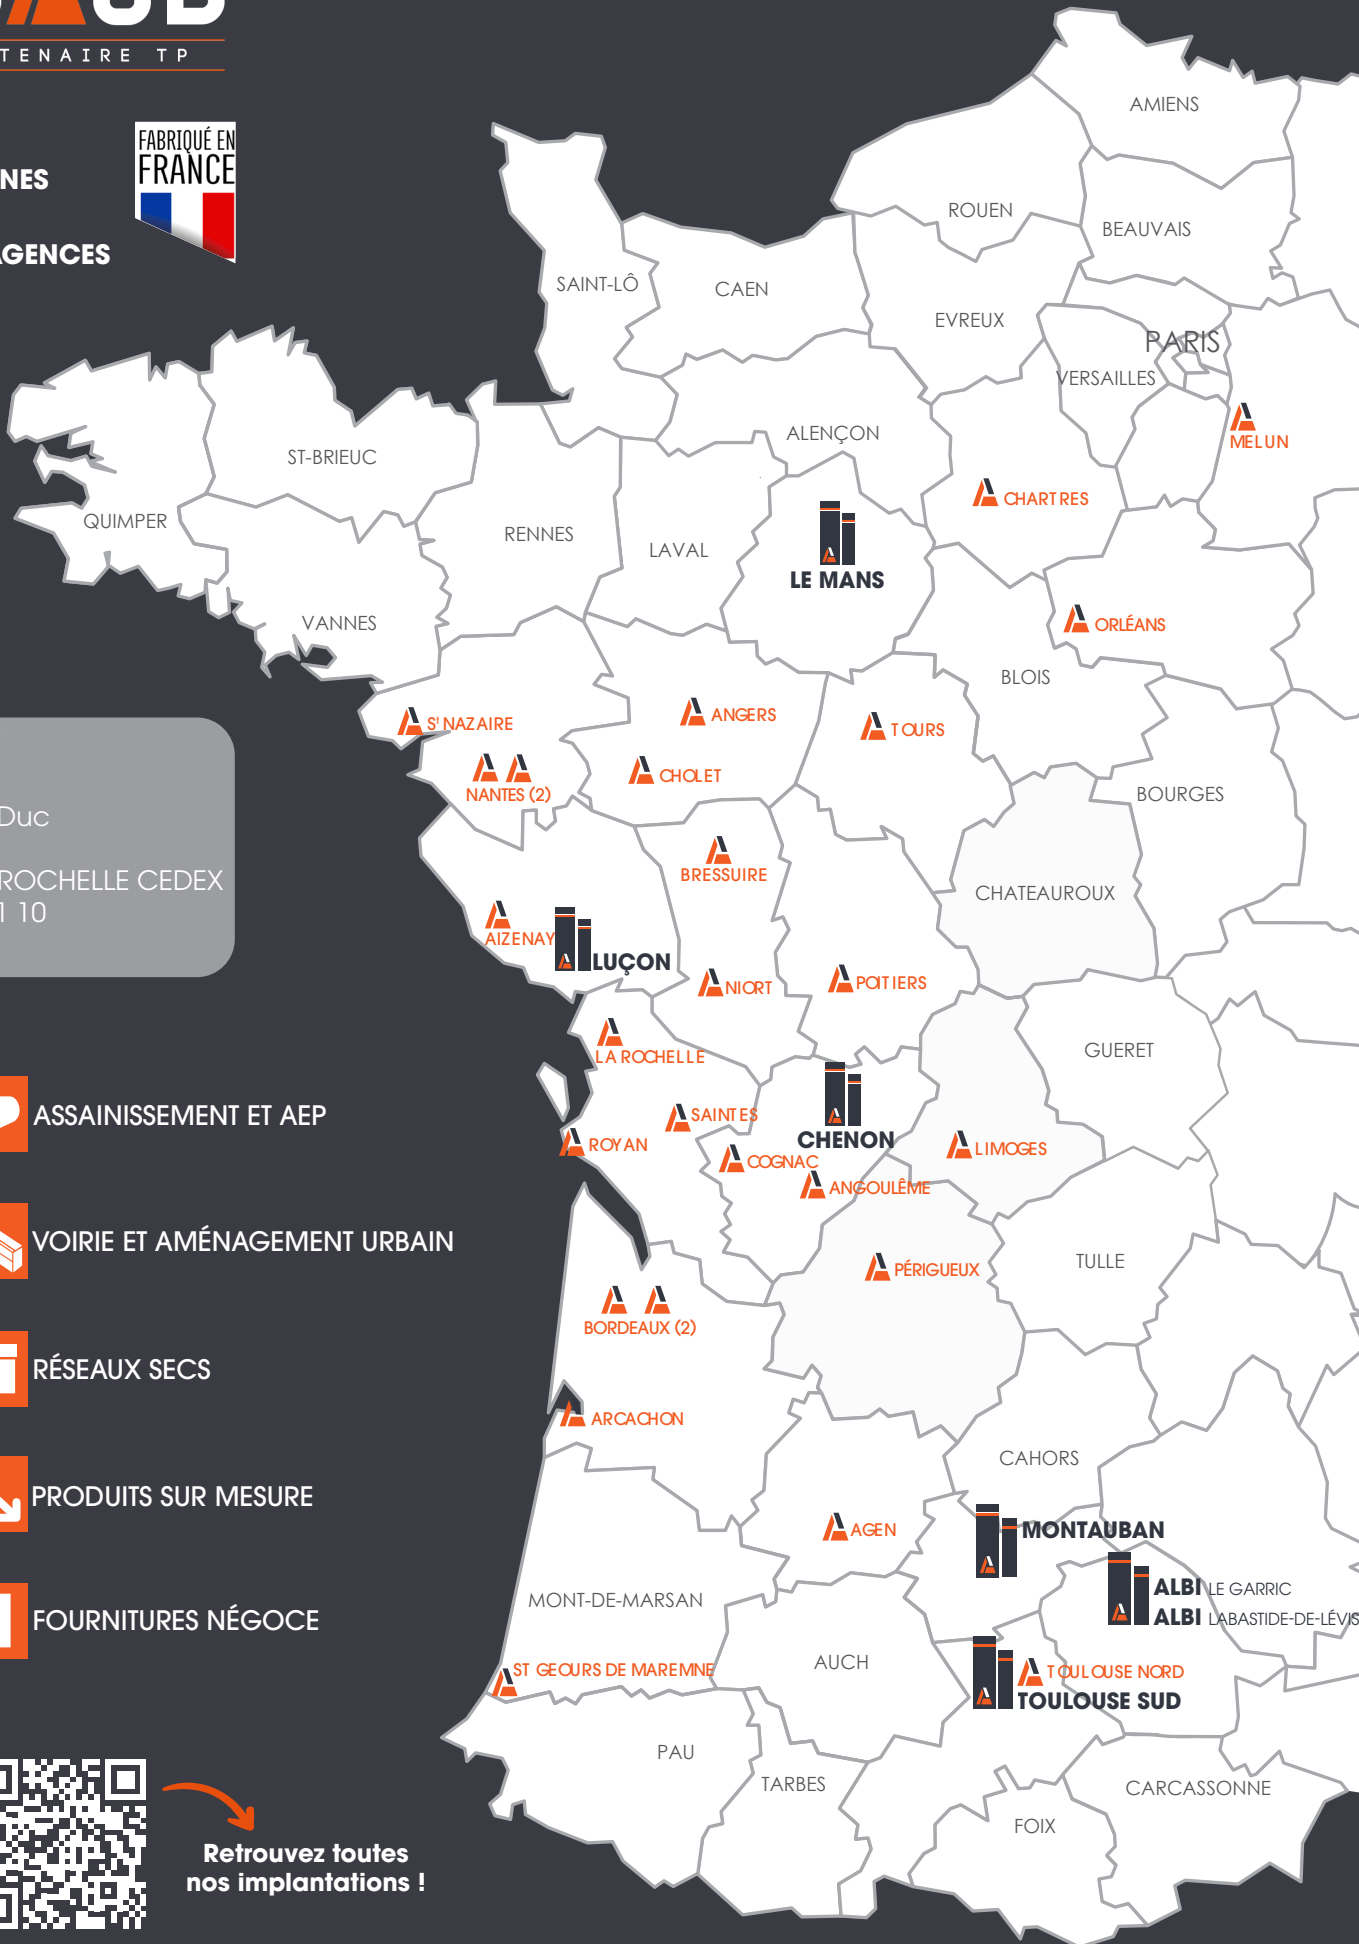 TENAIRE TP
FABRIQUÉ EN
FRANCE
NES
AGENCES
Duc
ROCHELLE CEDEX
1 10
ASSAINISSEMENT ET AEP
VOIRIE ET AMÉNAGEMENT URBAIN
RÉSEAUX SECS
PRODUITS SUR MESURE
FOURNITURES NÉGOCE
Retrouvez toutes
nos implantations !
AMIENS
ROUEN
BEAUVAIS
SAINT-LÔ
CAEN
EVREUX
PARIS
VERSAILLES
MELUN
ALENÇON
ST-BRIEUC
CHARTRES
QUIMPER
RENNES
LAVAL
LE MANS
VANNES
ORLÉANS
BLOIS
ST NAZAIRE
ANGERS
TOURS
CHOLET
NANTES (2)
BOURGES
BRESSUIRE
CHATEAUROUX
AIZENAY
LUÇON
NIORT
POITIERS
LA ROCHELLE
GUERET
SAINTES
ROYAN
CHENON
COGNAC
LIMOGES
ANGOULÊME
PÉRIGUEUX
TULLE
BORDEAUX (2)
ARCACHON
CAHORS
AGEN
MONTAUBAN
MONT-DE-MARSAN
ALBI LE GARRIC
ALBI LABASTIDE-DE-LÉVIS
AUCH
ST GEOURS DE MAREMNE
TOULOUSE NORD
TOULOUSE SUD
PAU
TARBES
CARCASSONNE
FOIX